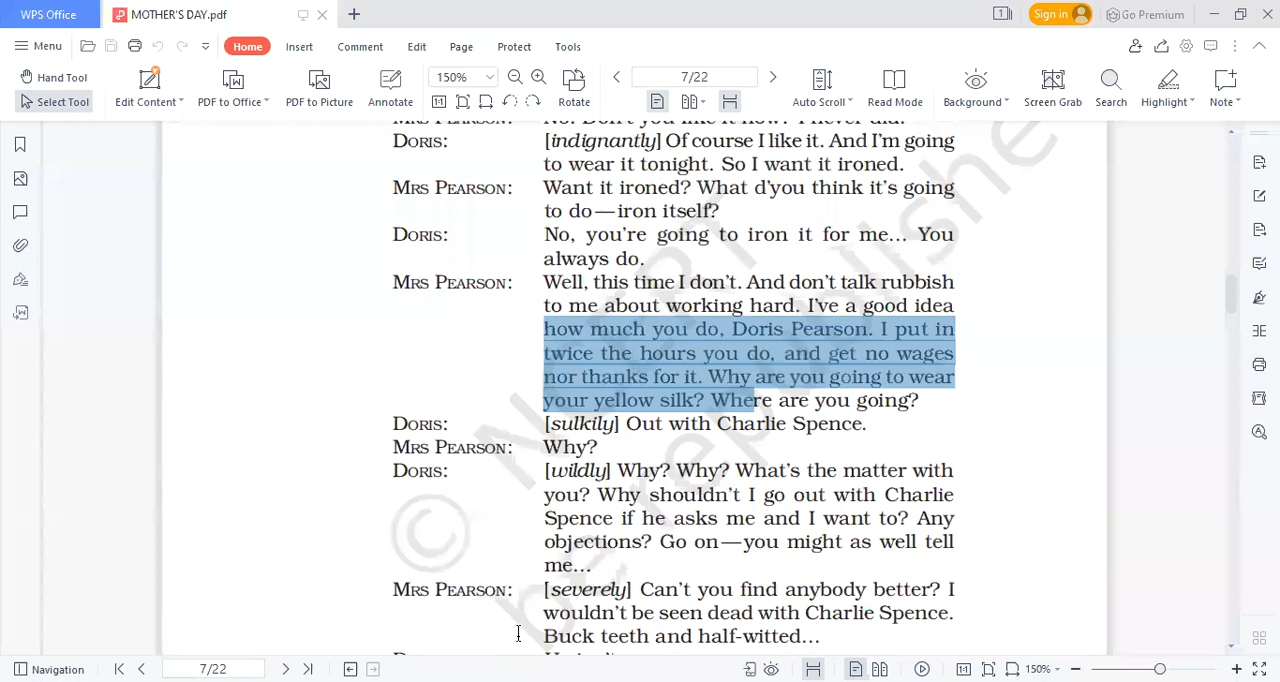 WPS Office
MOTHER'S DAY.pdf
Sign in
Go Premium
Menu
Home
Insert
Comment
Edit
Page
Protect
Tools
Hand Tool
Select Tool
Edit Content
PDF to Office
PDF to Picture
Annotate
150%
Rotate
7/22
Auto Scroll
Read Mode
Background
Screen Grab
Search
Highlight
Note
DORIS: [indignantly] Of course I like it. And I'm going
to wear it tonight. So I want it ironed.
MRS PEARSON: Want it ironed? What d'you think it's going
to do—iron itself?
DORIS: No, you're going to iron it for me… You
always do.
MRS PEARSON: Well, this time I don't. And don't talk rubbish
to me about working hard. I've a good idea
how much you do, Doris Pearson. I put in
twice the hours you do, and get no wages
nor thanks for it. Why are you going to wear
your yellow silk? Where are you going?
DORIS: [sulkily] Out with Charlie Spence.
MRS PEARSON: Why?
DORIS: [wildly] Why? Why? What's the matter with
you? Why shouldn't I go out with Charlie
Spence if he asks me and I want to? Any
objections? Go on—you might as well tell
me…
MRS PEARSON: [severely] Can't you find anybody better? I
wouldn't be seen dead with Charlie Spence.
Buck teeth and half-witted…
© NCERT
be republishe
Navigation
7/22
150%